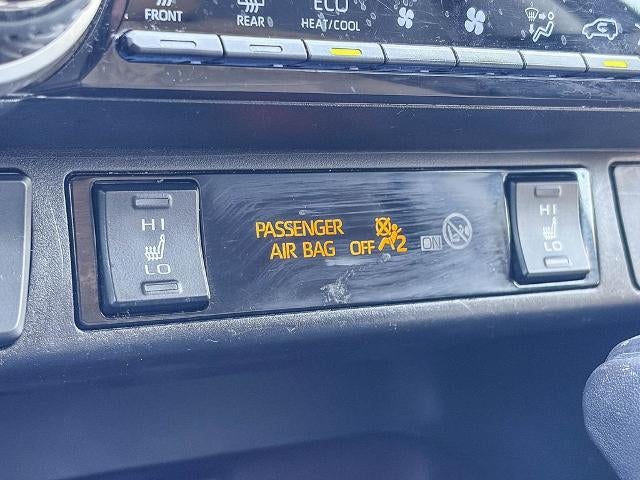 FRONT
REAR
ECO
HEAT/COOL
HI
LO
PASSENGER
AIR BAG OFF 2
ON
HI
LO